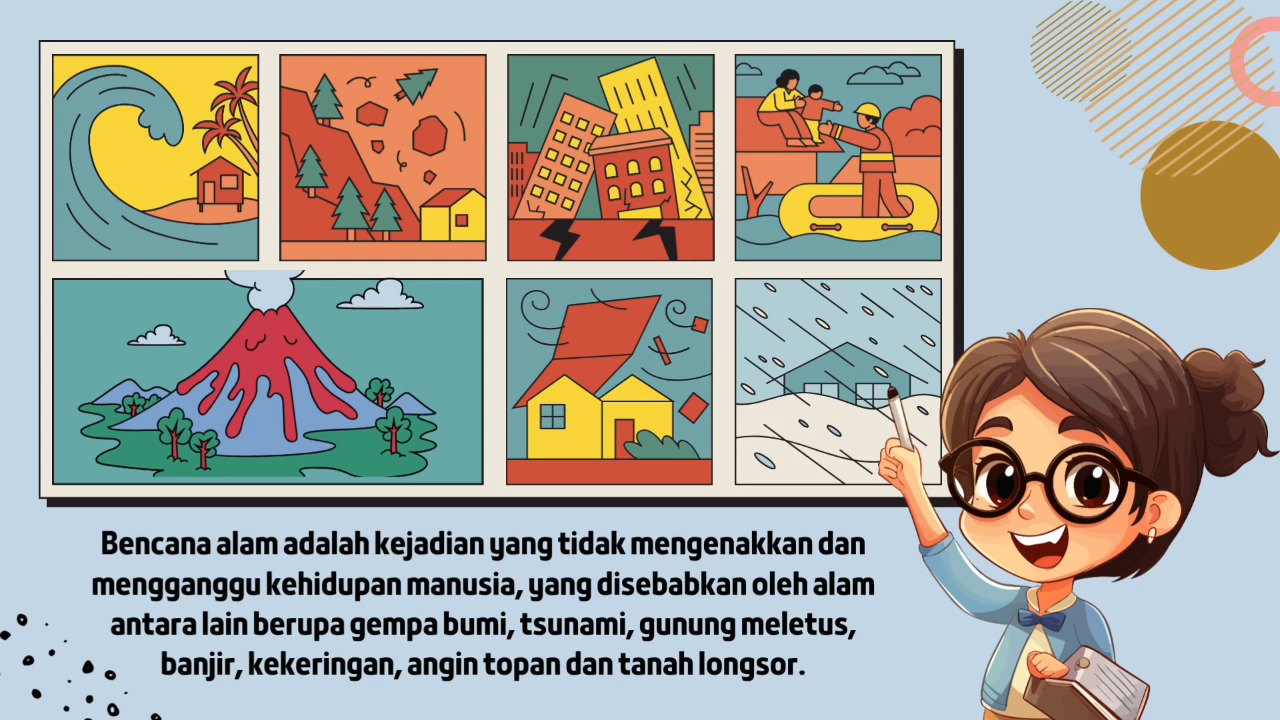 Bencana alam adalah kejadian yang tidak mengenakkan dan
mengganggu kehidupan manusia, yang disebabkan oleh alam
antara lain berupa gempa bumi, tsunami, gunung meletus,
banjir, kekeringan, angin topan dan tanah longsor.